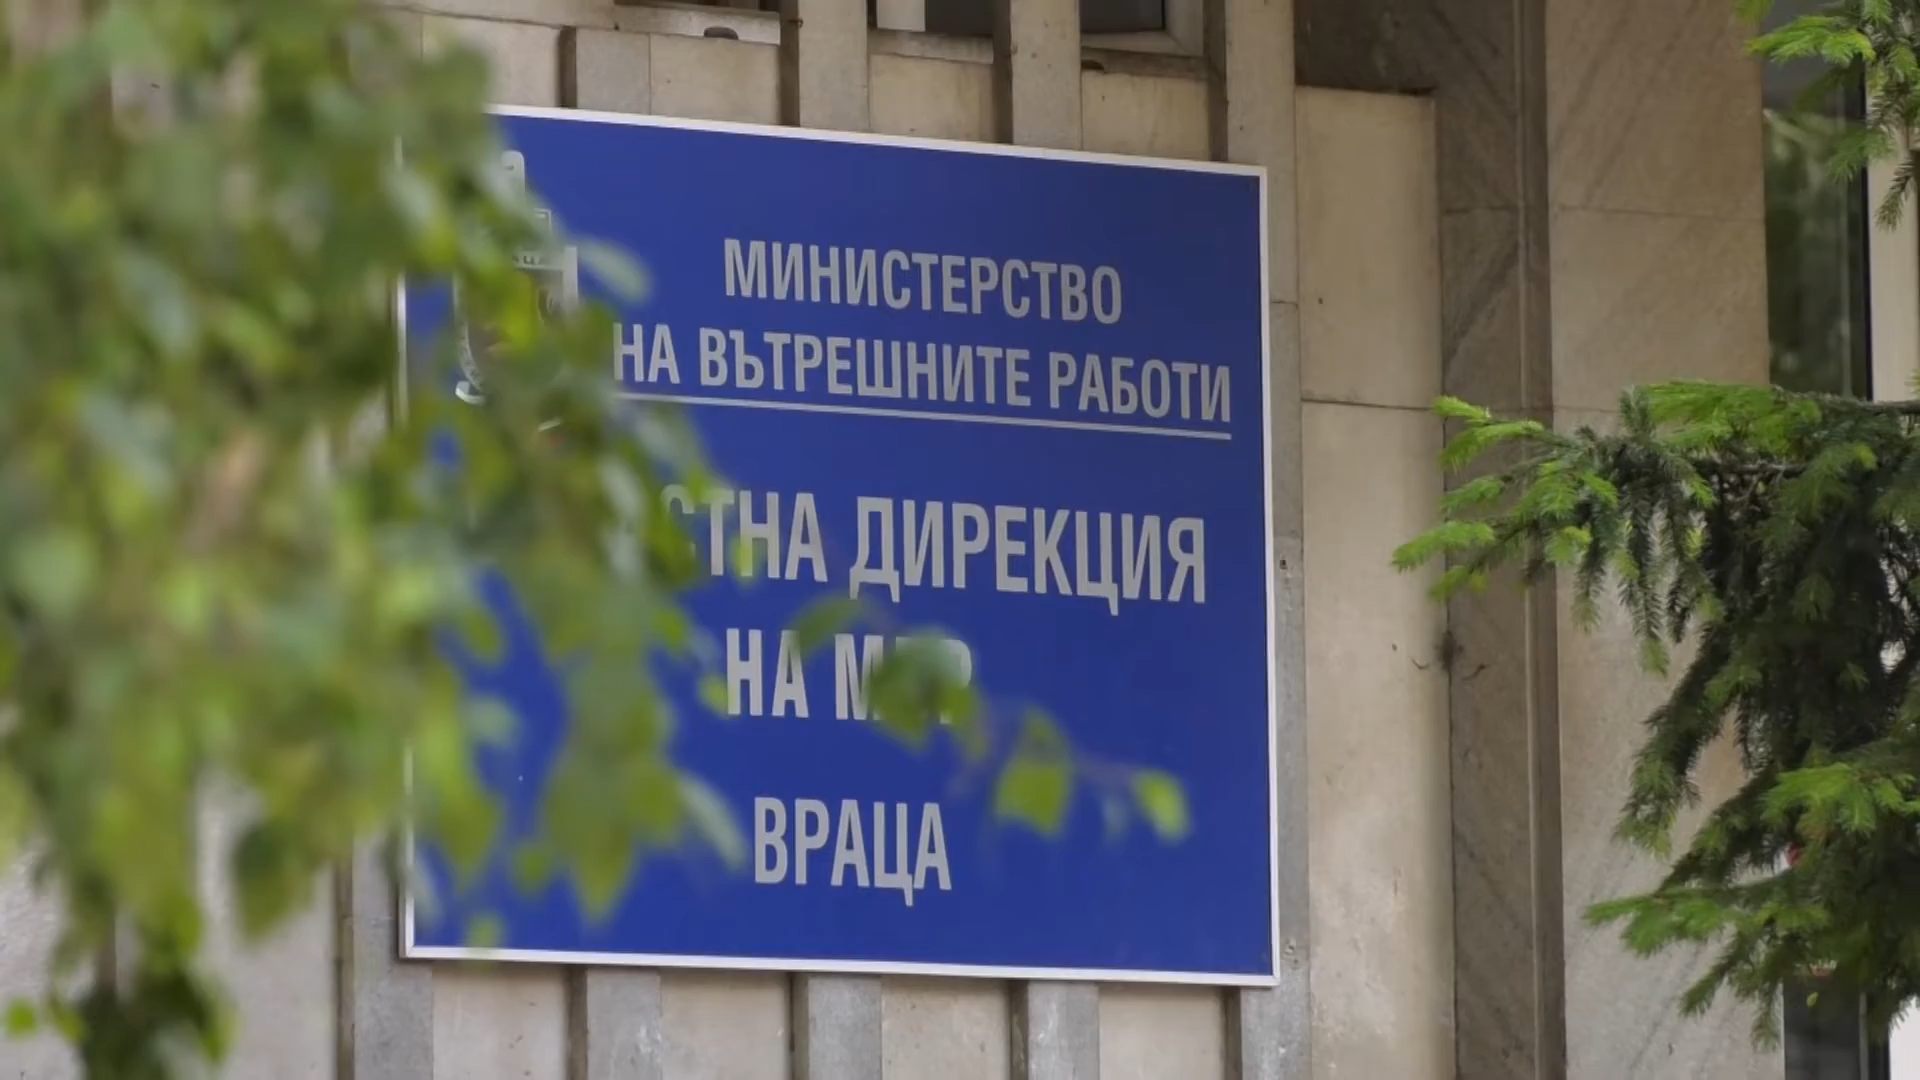 МИНИСТЕРСТВО
НА ВЪТРЕШНИТЕ РАБОТИ
ДИРЕКЦИЯ
НА
ВРАЦА